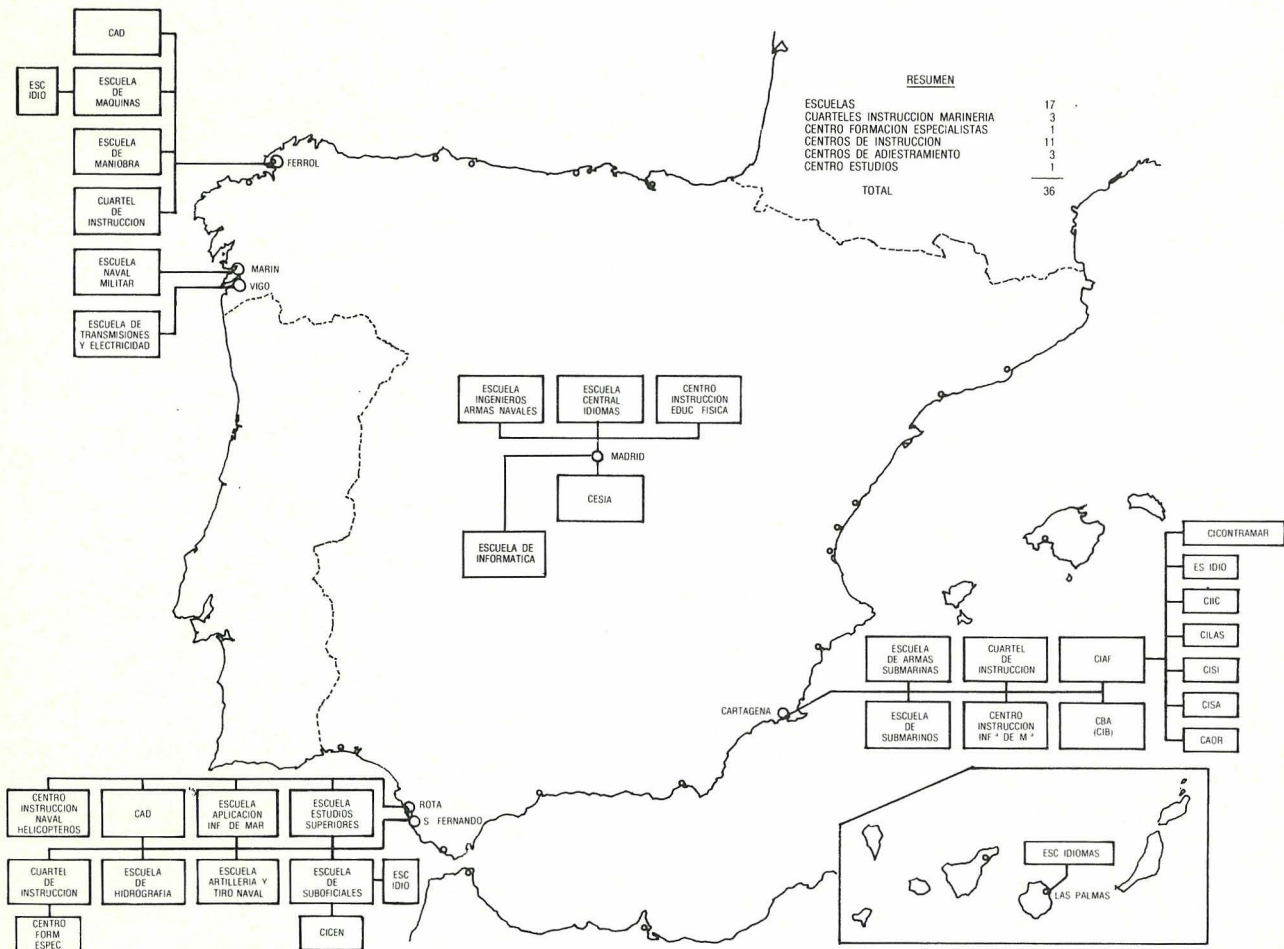 CAD
ESC
IDIO
ESCUELA
DE
MAQUINAS
ESCUELA
DE
MANIOBRA
CUARTEL
DE
INSTRUCCION
FERROL
ESCUELA
NAVAL
MILITAR
MARIN
VIGO
ESCUELA DE
TRANSMISIONES
Y ELECTRICIDAD
RESUMEN
ESCUELAS 17
CUARTELES INSTRUCCION MARINERIA 3
CENTRO FORMACION ESPECIALISTAS 1
CENTROS DE INSTRUCCION 11
CENTROS DE ADIESTRAMIENTO 3
CENTRO ESTUDIOS 1
TOTAL 36
ESCUELA
INGENIEROS
ARMAS NAVALES
ESCUELA
CENTRAL
IDIOMAS
CENTRO
INSTRUCCION
EDUC FISICA
MADRID
CESIA
ESCUELA DE
INFORMATICA
CICONTRAMAR
ES IDIO
CIIC
CILAS
CISI
CISA
CAOR
ESCUELA
DE ARMAS
SUBMARINAS
CUARTEL
DE
INSTRUCCION
CIAF
CARTAGENA
ESCUELA
DE
SUBMARINOS
CENTRO
INSTRUCCION
INF ª DE M ª
CBA
(CIB)
ROTA
S FERNANDO
CENTRO
INSTRUCCION
NAVAL
HELICOPTEROS
CAD
ESCUELA
APLICACION
INF DE MAR
ESCUELA
ESTUDIOS
SUPERIORES
CUARTEL
DE
INSTRUCCION
ESCUELA
DE
HIDROGRAFIA
ESCUELA
ARTILLERIA Y
TIRO NAVAL
ESCUELA
DE
SUBOFICIALES
ESC
IDIO
CENTRO
FORM
ESPEC
CICEN
ESC IDIOMAS
LAS PALMAS